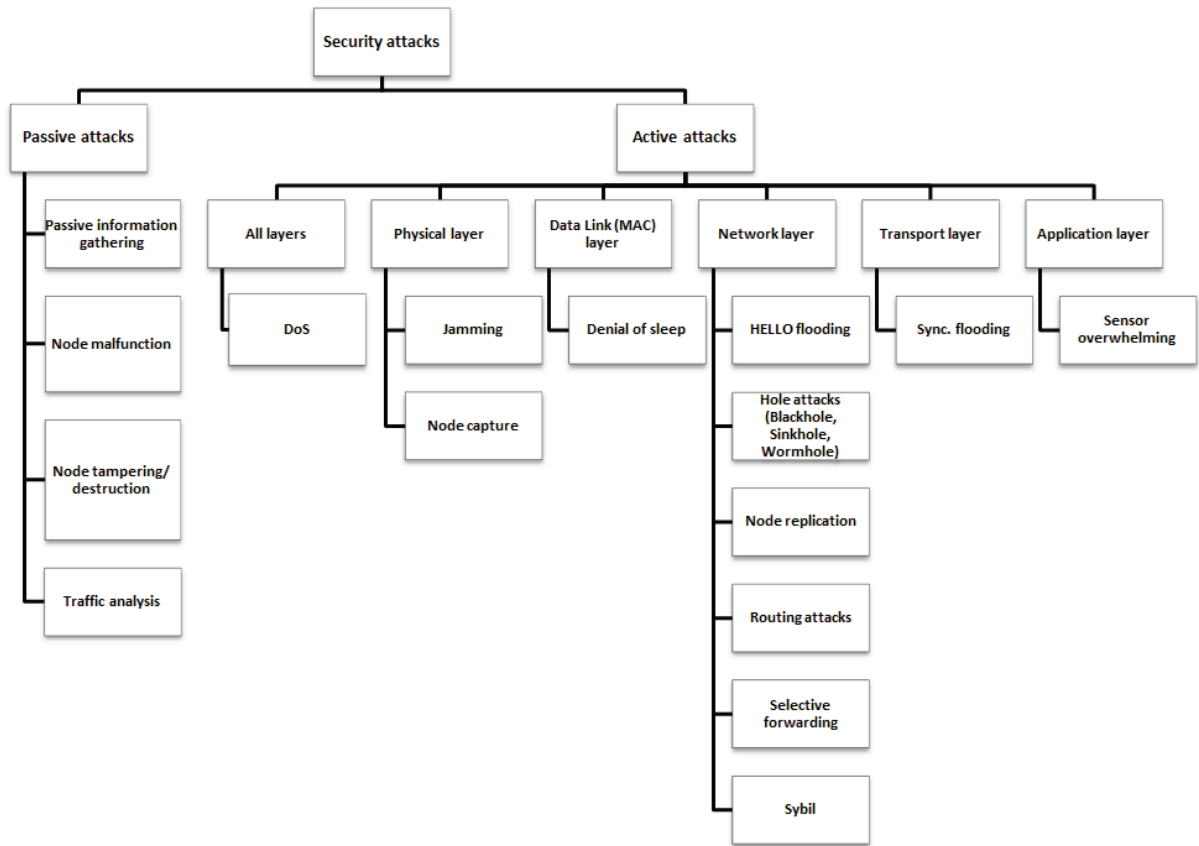 Security attacks
Passive attacks
Active attacks
Passive information
gathering
Node malfunction
Node tampering/
destruction
Traffic analysis
All layers
DoS
Physical layer
Jamming
Node capture
Data Link (MAC)
layer
Denial of sleep
Network layer
HELLO flooding
Hole attacks
(Blackhole,
Sinkhole,
Wormhole)
Node replication
Routing attacks
Selective
forwarding
Sybil
Transport layer
Sync. flooding
Application layer
Sensor
overwhelming